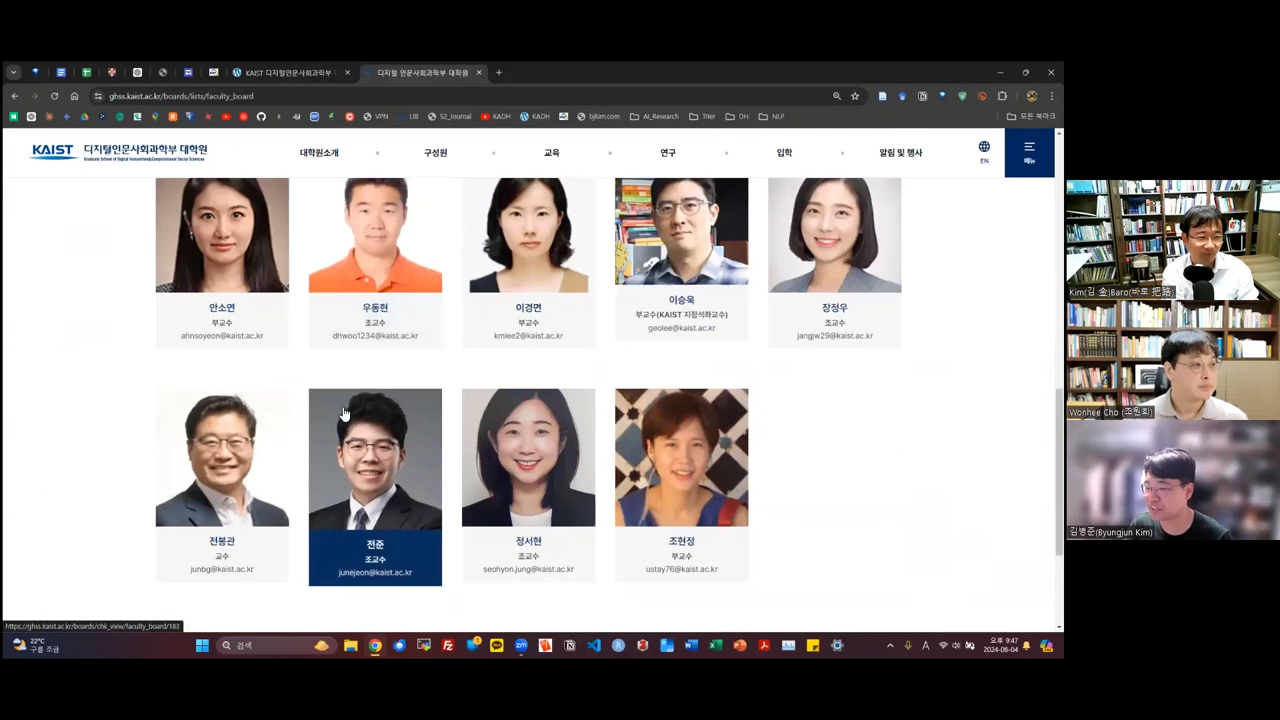 KAIST 디지털인문사회과학부
디지털 인문사회과학부 대학원
ghss.kaist.ac.kr/boards/lists/faculty_board
VPN
LIB
S2_Journal
KADH
KADH
bjkim.com
AI_Research
Trier
DH
NLP
모든 북마크
KAIST 디지털인문사회과학부 대학원
Graduate School of Digital Humanities&Computational Social Sciences
대학원소개
구성원
교육
연구
입학
알림 및 행사
EN
메뉴
안소연
부교수
ahnsoyeon@kaist.ac.kr
우동현
조교수
dhwoo1234@kaist.ac.kr
이경면
부교수
kmlee2@kaist.ac.kr
이승욱
부교수(KAIST 지정석좌교수)
geolee@kaist.ac.kr
장정우
조교수
jangjw29@kaist.ac.kr
전봉관
교수
junbg@kaist.ac.kr
전준
조교수
junejeon@kaist.ac.kr
정서현
조교수
seohyon.jung@kaist.ac.kr
조현정
부교수
ustay76@kaist.ac.kr
https://ghss.kaist.ac.kr/boards/chk_view/faculty_board/183
22°C
구름 조금
검색
오후 9:47
2024-06-04
Kim(김 金)Baro(바로 把路)
Wonhee Cho (조원희)
김병준(Byungjun Kim)